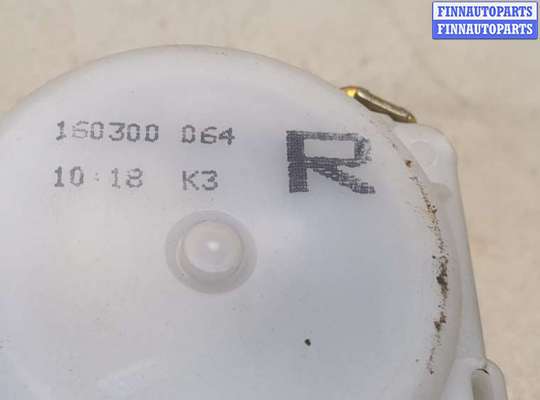 FINNAUTOPARTS
FINNAUTOPARTS
160300 064
10 18 K3
R